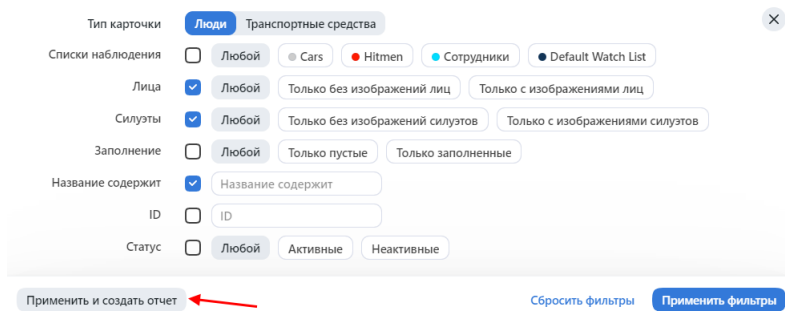 Тип карточки Люди Транспортные средства
Списки наблюдения Любой Cars Hitmen Сотрудники Default Watch List
Лица Любой Только без изображений лиц Только с изображениями лиц
Силуэты Любой Только без изображений силуэтов Только с изображениями силуэтов
Заполнение Любой Только пустые Только заполненные
Название содержит Название содержит
ID ID
Статус Любой Активные Неактивные
Применить и создать отчет Сбросить фильтры Применить фильтры